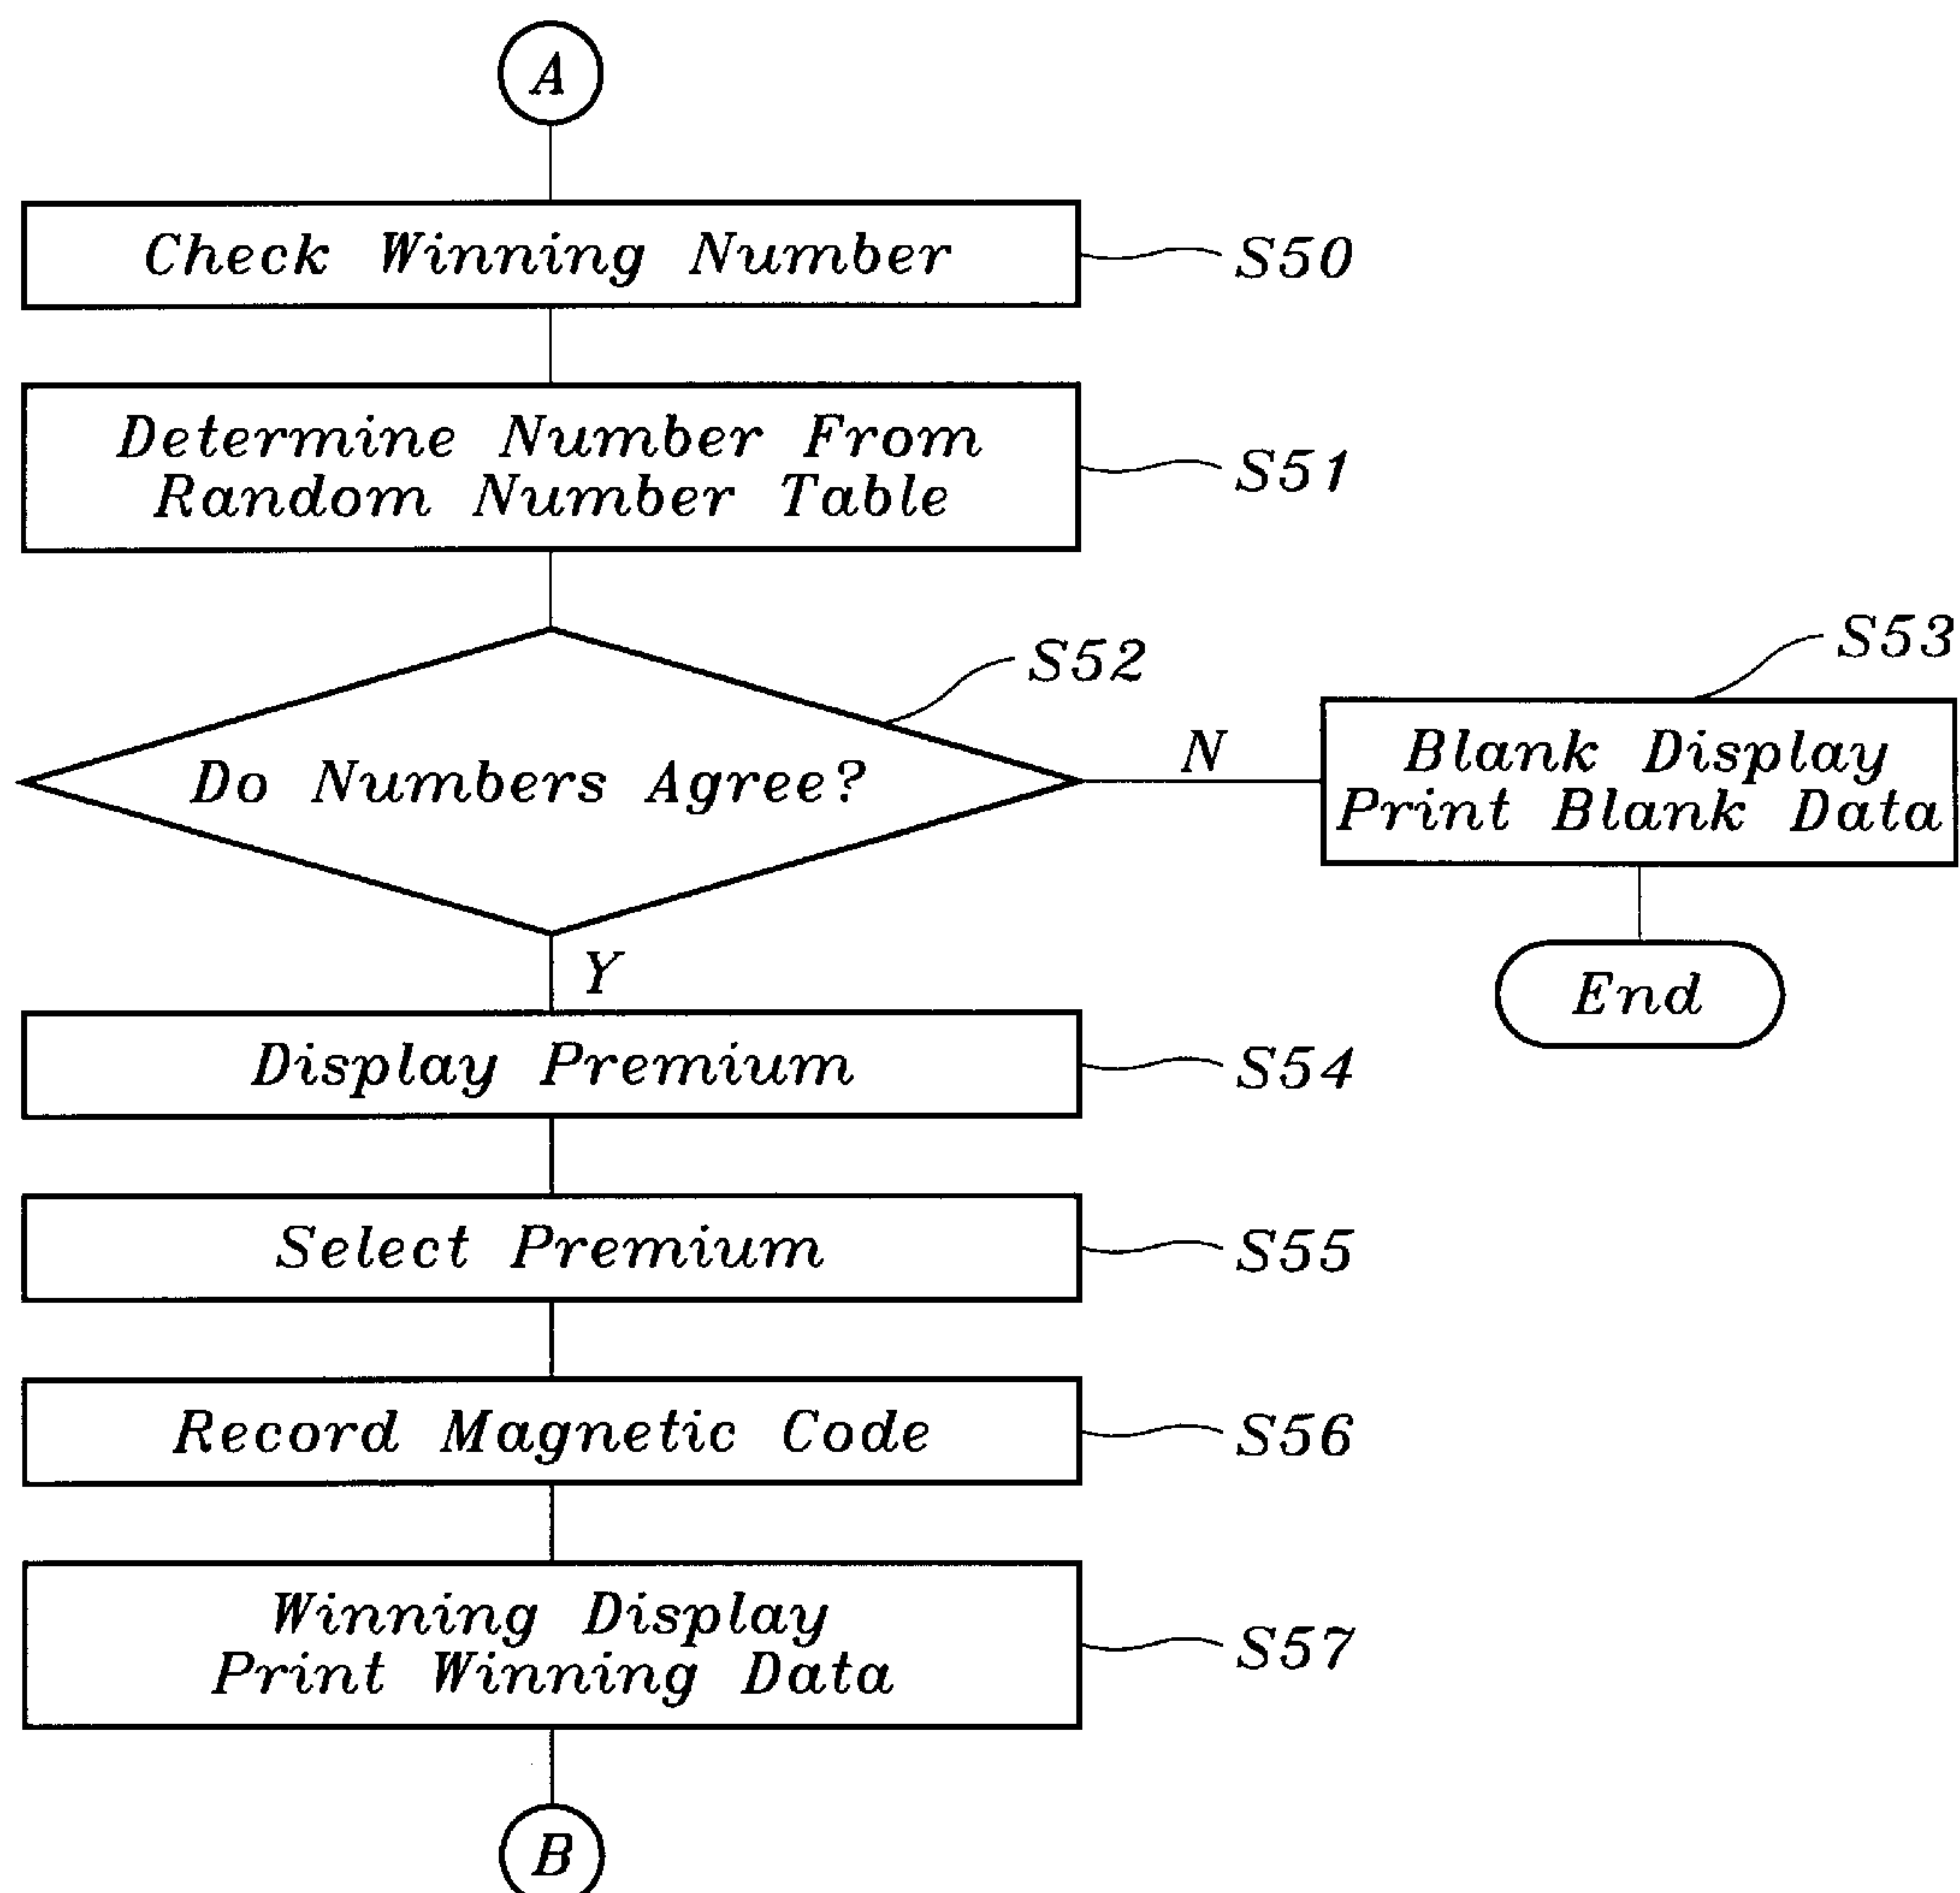 A
Check Winning Number
S50
Determine Number From
Random Number Table
S51
S52
Do Numbers Agree?
N
S53
Blank Display
Print Blank Data
End
Y
Display Premium
S54
Select Premium
S55
Record Magnetic Code
S56
Winning Display
Print Winning Data
S57
B